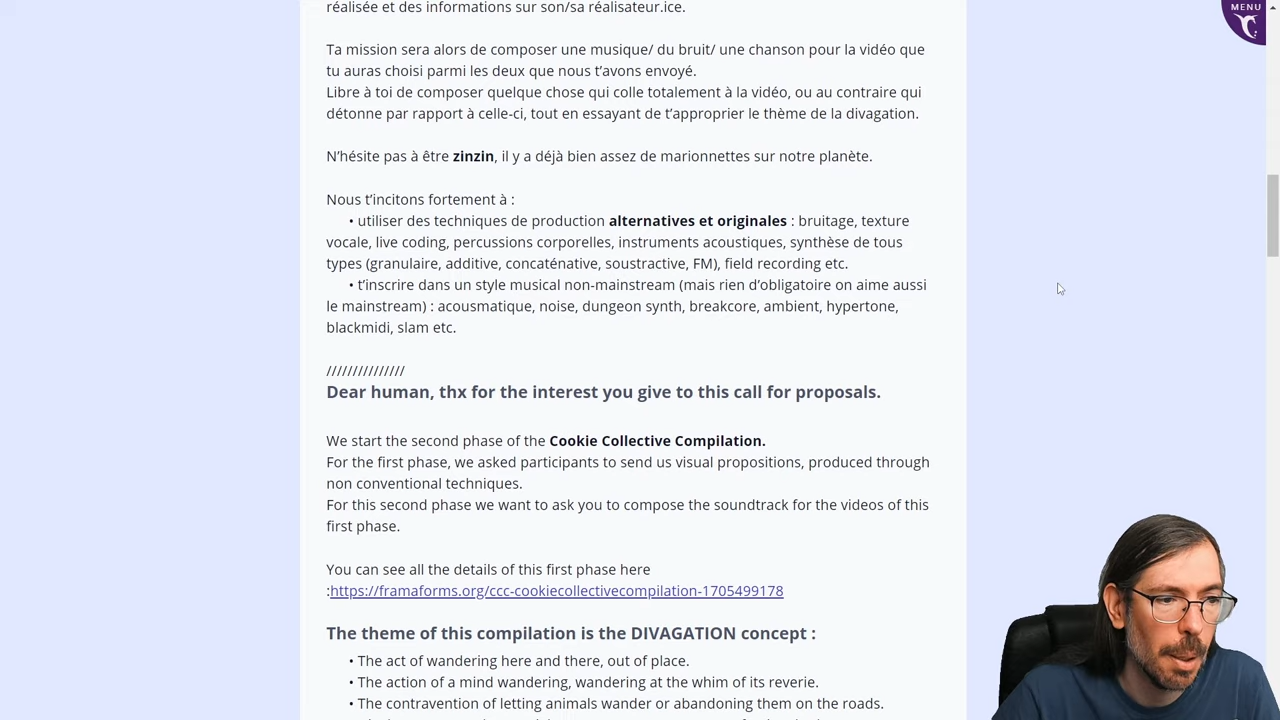 réalisée et des informations sur son/sa réalisateur.ice.
MENU
Ta mission sera alors de composer une musique/ du bruit/ une chanson pour la vidéo que
tu auras choisi parmi les deux que nous t’avons envoyé.
Libre à toi de composer quelque chose qui colle totalement à la vidéo, ou au contraire qui
détonne par rapport à celle-ci, tout en essayant de t’approprier le thème de la divagation.
N’hésite pas à être zinzin, il y a déjà bien assez de marionnettes sur notre planète.
Nous t’incitons fortement à :
• utiliser des techniques de production alternatives et originales : bruitage, texture
vocale, live coding, percussions corporelles, instruments acoustiques, synthèse de tous
types (granulaire, additive, concaténative, soustractive, FM), field recording etc.
• t’inscrire dans un style musical non-mainstream (mais rien d’obligatoire on aime aussi
le mainstream) : acousmatique, noise, dungeon synth, breakcore, ambient, hypertone,
blackmidi, slam etc.
///////////////
Dear human, thx for the interest you give to this call for proposals.
We start the second phase of the Cookie Collective Compilation.
For the first phase, we asked participants to send us visual propositions, produced through
non conventional techniques.
For this second phase we want to ask you to compose the soundtrack for the videos of this
first phase.
You can see all the details of this first phase here
:https://framaforms.org/ccc-cookiecollectivecompilation-1705499178
The theme of this compilation is the DIVAGATION concept :
• The act of wandering here and there, out of place.
• The action of a mind wandering, wandering at the whim of its reverie.
• The contravention of letting animals wander or abandoning them on the roads.